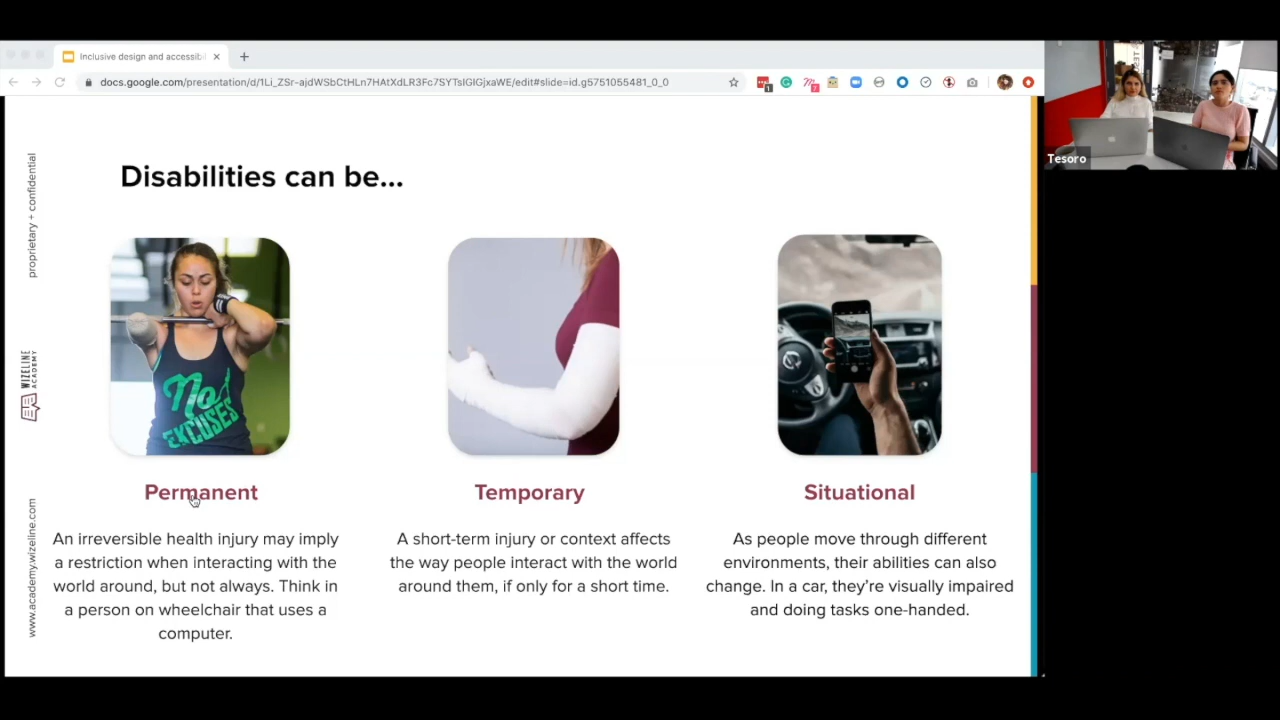 Inclusive design and accessibi
docs.google.com/presentation/d/1Li_ZSr-ajdWSbCtHLn7HAtXdLR3Fc7SYTsIGIGjxaWE/edit#slide=id.g5751055481_0_0
1
7
Tesoro
proprietary + confidential
WIZELINE
ACADEMY
www.academy.wizeline.com
Disabilities can be...
No
EXCUSES
Permanent
An irreversible health injury may imply
a restriction when interacting with the
world around, but not always. Think in
a person on wheelchair that uses a
computer.
Temporary
A short-term injury or context affects
the way people interact with the world
around them, if only for a short time.
Situational
As people move through different
environments, their abilities can also
change. In a car, they’re visually impaired
and doing tasks one-handed.